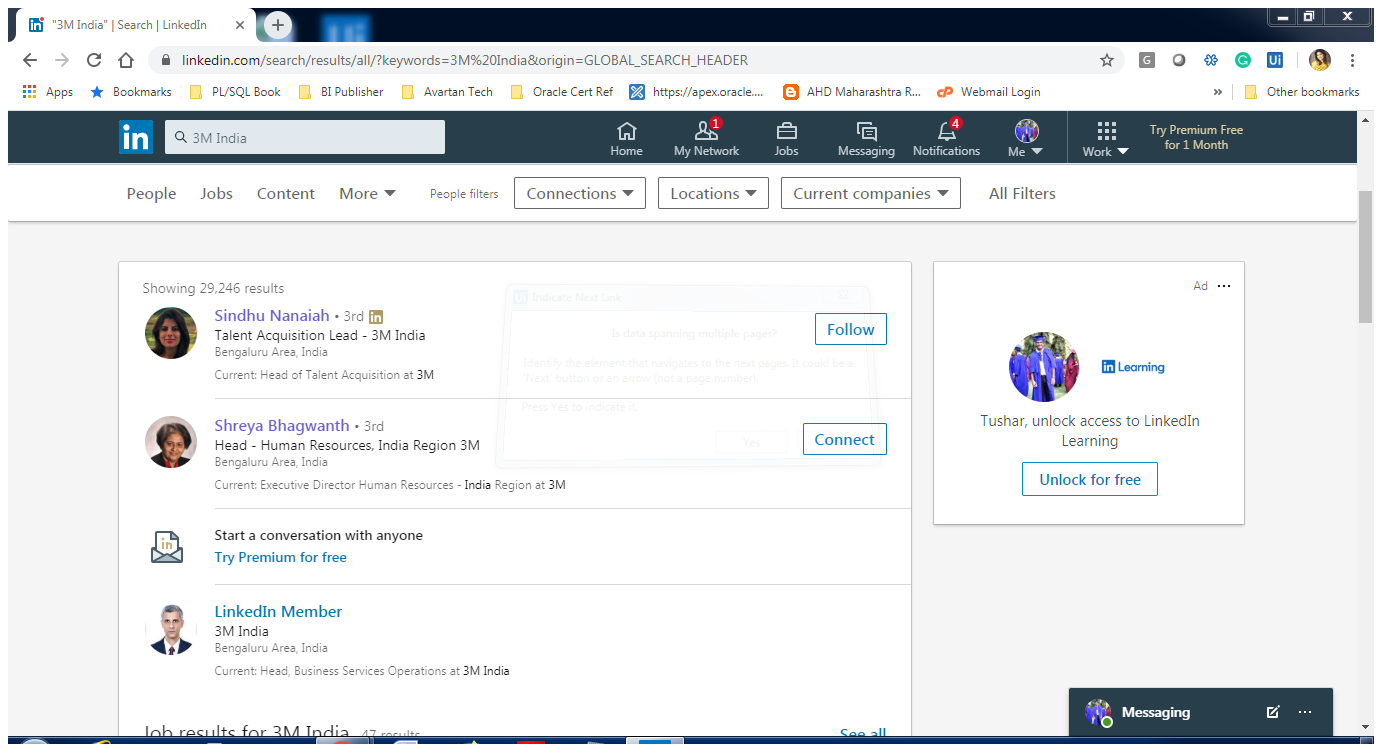 "3M India" | Search | LinkedIn
linkedin.com/search/results/all/?keywords=3M%20India&origin=GLOBAL_SEARCH_HEADER
G
Ui
Apps
Bookmarks
PL/SQL Book
BI Publisher
Avartan Tech
Oracle Cert Ref
https://apex.oracle....
AHD Maharashtra R...
Webmail Login
»
Other bookmarks
in
3M India
Home
1
My Network
Jobs
Messaging
4
Notifications
Me
Work
Try Premium Free
for 1 Month
People
Jobs
Content
More
People filters
Connections
Locations
Current companies
All Filters
Showing 29,246 results
Sindhu Nanaiah • 3rd in
Talent Acquisition Lead - 3M India
Bengaluru Area, India
Current: Head of Talent Acquisition at 3M
Follow
Ui Indicate Next Link
Is data spanning multiple pages?
Identify the element that navigates to the next pages. It could be a
'Next' button or an arrow (not a page number).
Press Yes to indicate it.
Yes
Shreya Bhagwanth • 3rd
Head - Human Resources, India Region 3M
Bengaluru Area, India
Current: Executive Director Human Resources - India Region at 3M
Connect
in
Start a conversation with anyone
Try Premium for free
LinkedIn Member
3M India
Bengaluru Area, India
Current: Head, Business Services Operations at 3M India
Job results for 3M India 47 results
See all
Ad
in Learning
Tushar, unlock access to LinkedIn
Learning
Unlock for free
Messaging